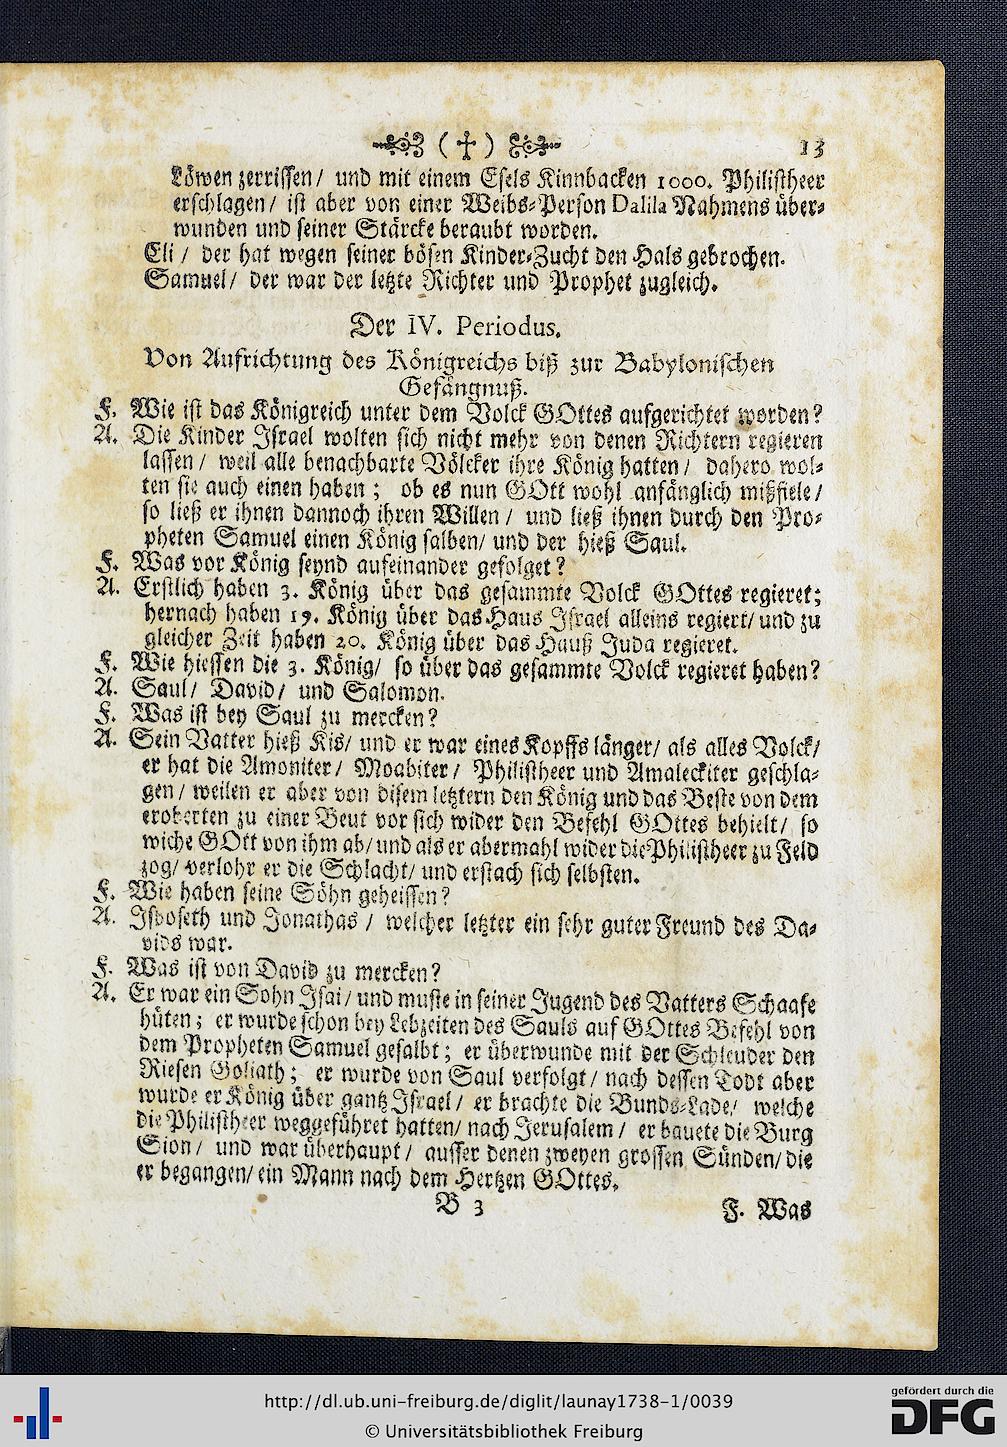 ( † ) 13
Löwen zerrissen/ und mit einem Esels Kinnbacken 1000. Philistheer
erschlagen/ ist aber von einer Weibs-Person Dalila Nahmens über-
wunden und seiner Stärcke beraubt worden.
Eli / der hat wegen seiner bösen Kinder-Zucht den Hals gebrochen.
Samuel/ der war der letzte Richter und Prophet zugleich.
Der IV. Periodus.
Von Aufrichtung des Königreichs biß zur Babylonischen
Gefängnuß.
F. Wie ist das Königreich unter dem Volck GOttes aufgerichtet worden?
A. Die Kinder Israel wolten sich nicht mehr von denen Richtern regieren
lassen / weil alle benachbarte Völcker ihre König hatten / dahero wol-
ten sie auch einen haben ; ob es nun GOtt wohl anfänglich mißfiele /
so ließ er ihnen dannoch ihren Willen / und ließ ihnen durch den Pro-
pheten Samuel einen König salben/ und der hieß Saul.
F. Was vor König seynd aufeinander gefolget ?
A. Erstlich haben 3. König über das gesammte Volck GOttes regieret;
hernach haben 19. König über das Haus Israel alleins regiert/ und zu
gleicher Zeit haben 20. König über das Hauß Juda regieret.
F. Wie hiessen die 3. König/ so über das gesammte Volck regieret haben?
A. Saul/ David/ und Salomon.
F. Was ist bey Saul zu mercken?
A. Sein Vatter hieß Kis/ und er war eines Kopffs länger/ als alles Volck/
er hat die Amoniter/ Moabiter / Philistheer und Amaleckiter geschla-
gen / weilen er aber von disem letztern den König und das Beste von dem
eroberten zu einer Beut vor sich wider den Befehl GOttes behielt/ so
wiche GOtt von ihm ab/ und als er abermahl wider die Philistheer zu Feld
zog/ verlohr er die Schlacht/ und erstach sich selbsten.
F. Wie haben seine Söhn geheissen?
A. Isboseth und Jonathas / welcher letzter ein sehr guter Freund des Da-
vids war.
F. Was ist von David zu mercken?
A. Er war ein Sohn Isai / und muste in seiner Jugend des Vatters Schaafe
hüten ; er wurde schon bey Lebzeiten des Sauls auf GOttes Befehl von
dem Propheten Samuel gesalbt ; er überwunde mit der Schleuder den
Riesen Goliath ; er wurde von Saul verfolgt / nach dessen Todt aber
wurde er König über gantz Israel / er brachte die Bunds-Lade/ welche
die Philistheer weggeführet hatten/ nach Jerusalem / er bauete die Burg
Sion / und war überhaupt / ausser denen zweyen grossen Sünden/ die
er begangen/ ein Mann nach dem Hertzen GOttes.
B 3 F. Was
http://dl.ub.uni-freiburg.de/diglit/launay1738-1/0039
© Universitätsbibliothek Freiburg
gefördert durch die
DFG